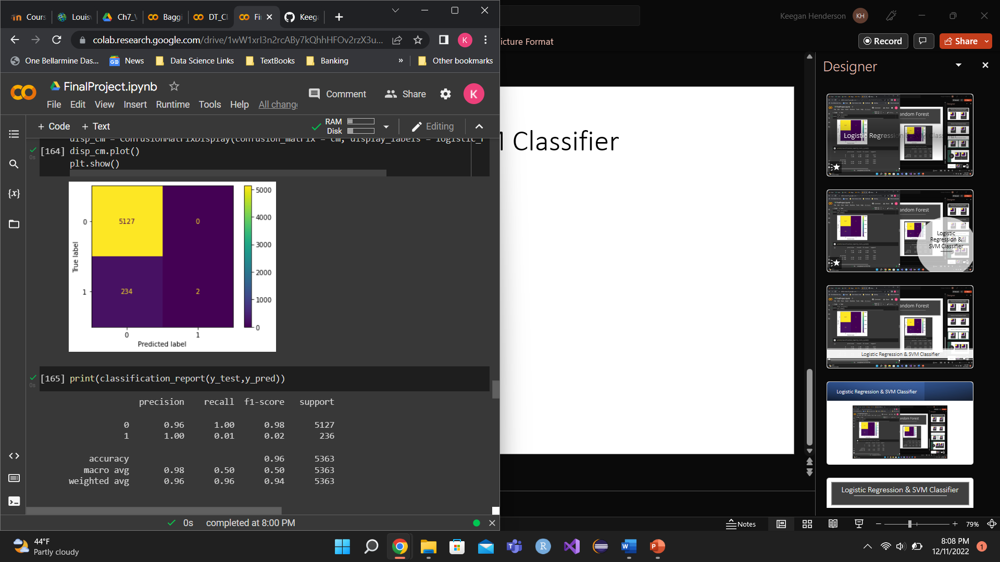 Cours
Louis
Ch7_
Baggi
DT_Cl
Fi
Keega
colab.research.google.com/drive/1wW1xrI3n2rcABy7kQhhHFOv2rzX3u...
K
One Bellarmine Das...
News
Data Science Links
TextBooks
Banking
»
Other bookmarks
FinalProject.ipynb
Comment
Share
K
File Edit View Insert Runtime Tools Help All chang
+ Code + Text
RAM
Disk
Editing
disp_cm = ConfusionMatrixDisplay(confusion_matrix = cm, display_labels = logistic_r
[164] disp_cm.plot()
0s
plt.show()
5127 0
234 2
0
1
True label
0 1
Predicted label
5000
4000
3000
2000
1000
0
[165] print(classification_report(y_test,y_pred))
0s
precision recall f1-score support
0 0.96 1.00 0.98 5127
1 1.00 0.01 0.02 236
accuracy 0.96 5363
macro avg 0.98 0.50 0.50 5363
weighted avg 0.96 0.96 0.94 5363
0s completed at 8:00 PM
Keegan Henderson KH
icture Format
Record
Share
Classifier
Designer
Logistic Regression
andom Forest
Logistic
Regression &
SVM Classifier
andom Forest
Logistic Regression & SVM Classifier
andom Forest
Logistic Regression & SVM Classifier
andom Forest
Logistic Regression & SVM Classifier
Notes
79%
44°F
Partly cloudy
8:08 PM
12/11/2022
1